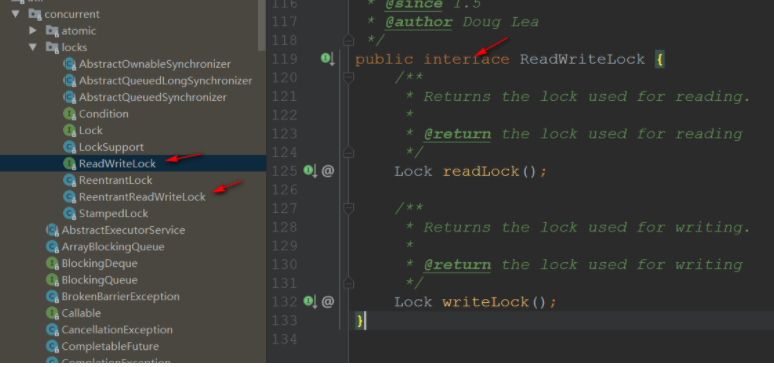 concurrent
atomic
locks
AbstractOwnableSynchronizer
AbstractQueuedLongSynchronizer
AbstractQueuedSynchronizer
Condition
Lock
LockSupport
ReadWriteLock
ReentrantLock
ReentrantReadWriteLock
StampedLock
AbstractExecutorService
ArrayBlockingQueue
BlockingDeque
BlockingQueue
BrokenBarrierException
Callable
CancellationException
CompletableFuture
CompletionException
116 * @since 1.5
117 * @author Doug Lea
118 */
119 public interface ReadWriteLock {
120 /**
121 * Returns the lock used for reading.
122 *
123 * @return the lock used for reading
124 */
125 @ Lock readLock();
126
127 /**
128 * Returns the lock used for writing.
129 *
130 * @return the lock used for writing
131 */
132 @ Lock writeLock();
133 }
134